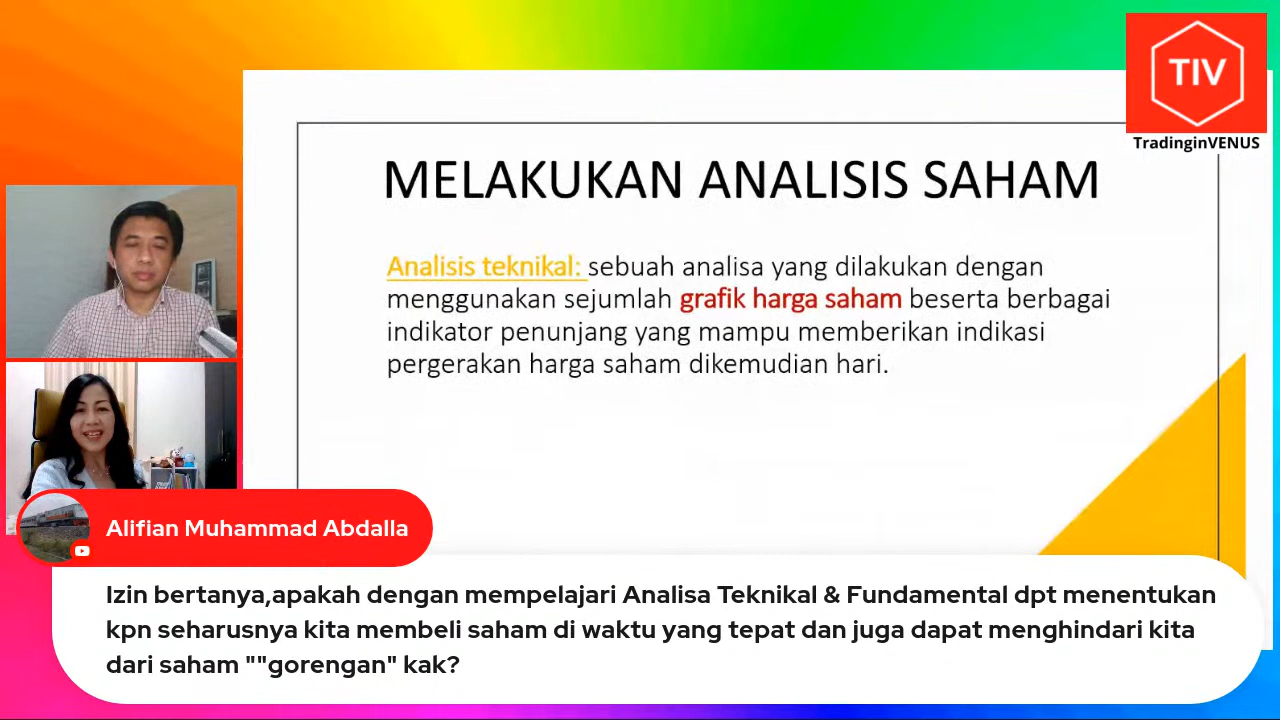 TIV
TradinginVENUS
MELAKUKAN ANALISIS SAHAM
Analisis teknikal: sebuah analisa yang dilakukan dengan
menggunakan sejumlah grafik harga saham beserta berbagai
indikator penunjang yang mampu memberikan indikasi
pergerakan harga saham dikemudian hari.
Alifian Muhammad Abdalla
Izin bertanya,apakah dengan mempelajari Analisa Teknikal & Fundamental dpt menentukan
kpn seharusnya kita membeli saham di waktu yang tepat dan juga dapat menghindari kita
dari saham ""gorengan" kak?